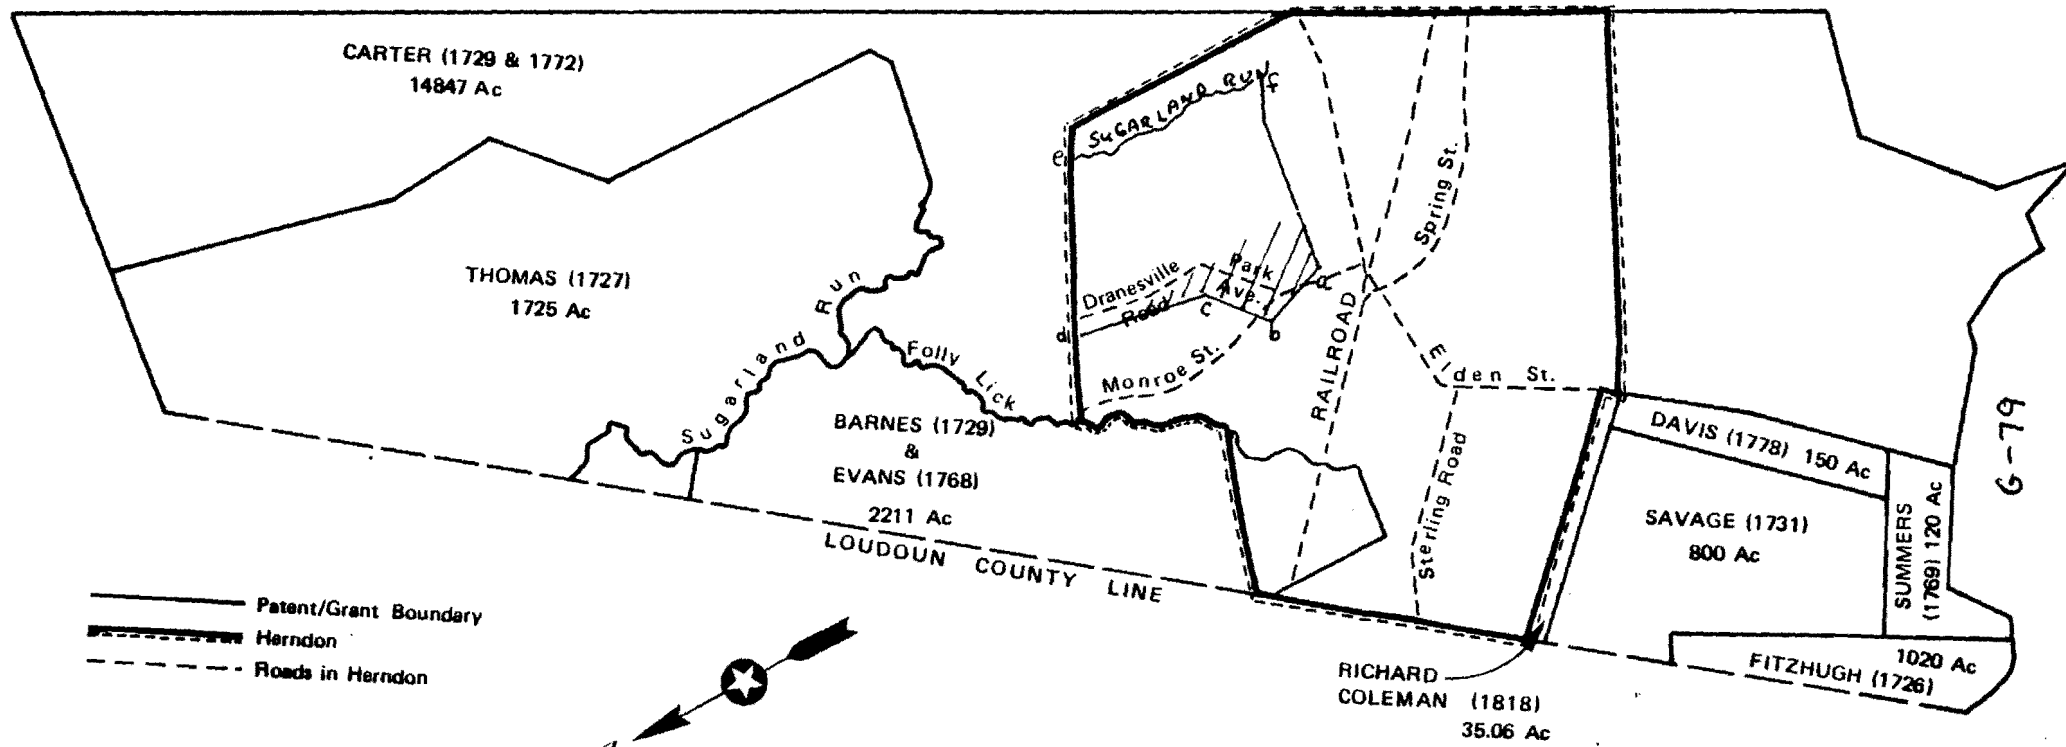 CARTER (1729 & 1772)
14847 Ac
THOMAS (1727)
1725 Ac
Sugarland Run
Folly Lick
BARNES (1729)
&
EVANS (1768)
2211 Ac
LOUDOUN COUNTY LINE
SUGARLAND RUN
f
e
Dranesville
Road
Park
Ave.
a
b
c
d
Monroe St.
RAILROAD
Spring St.
Elden St.
Sterling Road
DAVIS (1778) 150 Ac
SAVAGE (1731)
800 Ac
SUMMERS
(1769) 120 Ac
G-79
1020 Ac
FITZHUGH (1726)
RICHARD
COLEMAN (1818)
35.06 Ac
Patent/Grant Boundary
Herndon
Roads in Herndon